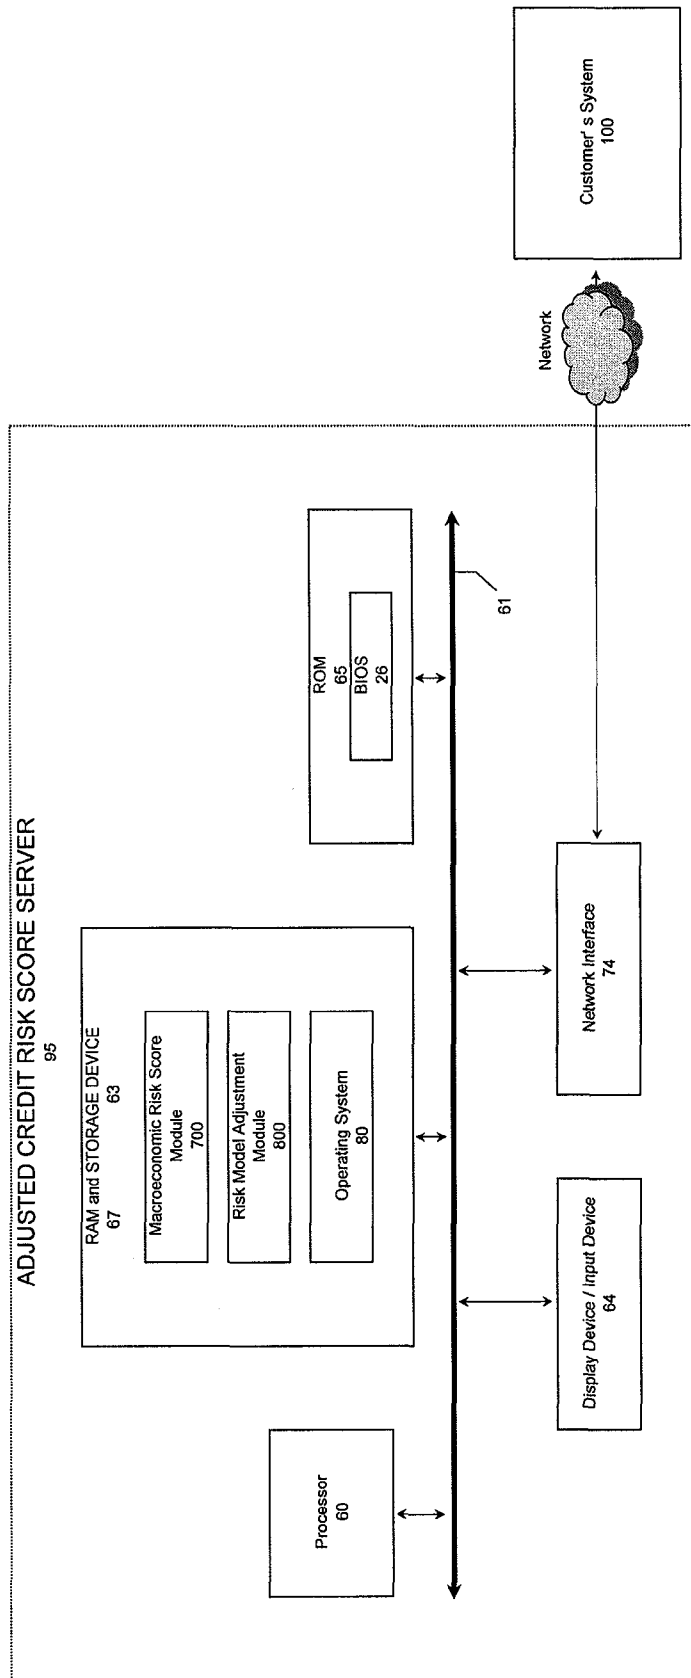 ADJUSTED CREDIT RISK SCORE SERVER
95
RAM and STORAGE DEVICE
67 63
Macroeconomic Risk Score
Module
700
Risk Model Adjustment
Module
800
Operating System
80
Processor
60
ROM
65
BIOS
26
61
Display Device / Input Device
64
Network Interface
74
Network
Customer' s System
100